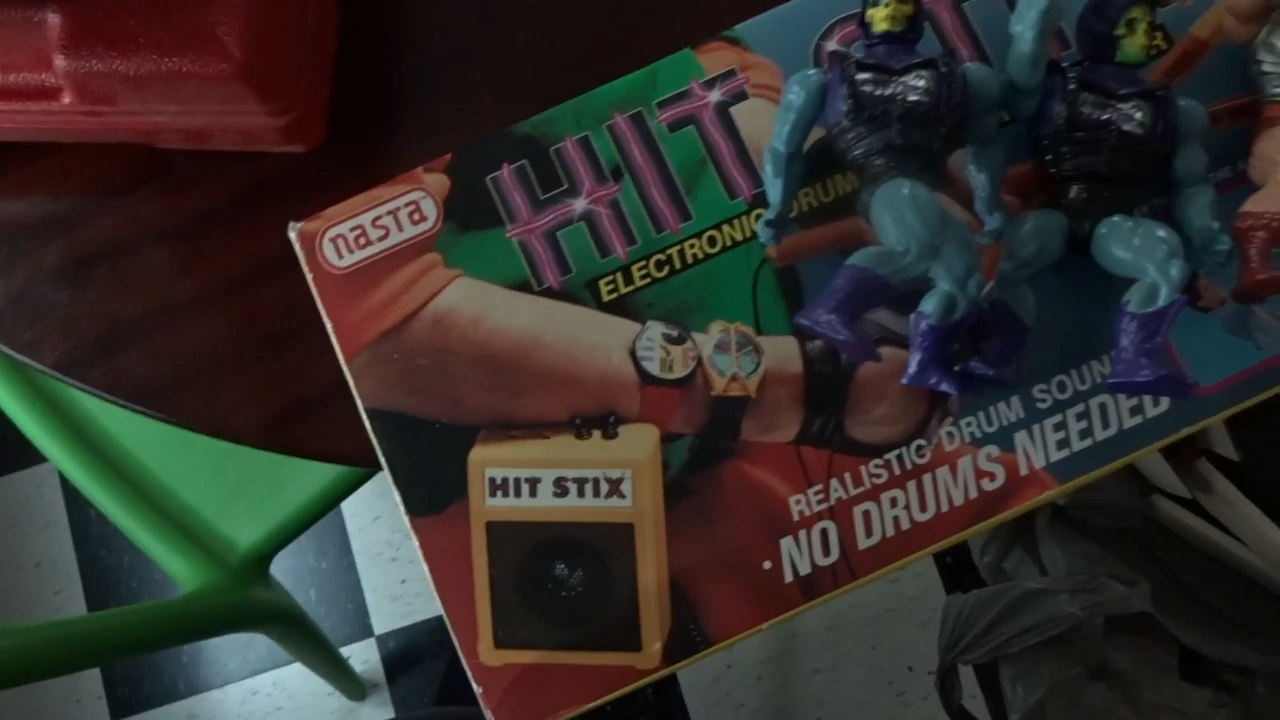 nasta
HIT
ELECTRONIC DRUM
HIT STIX
REALISTIC DRUM SOUN
• NO DRUMS NEEDED